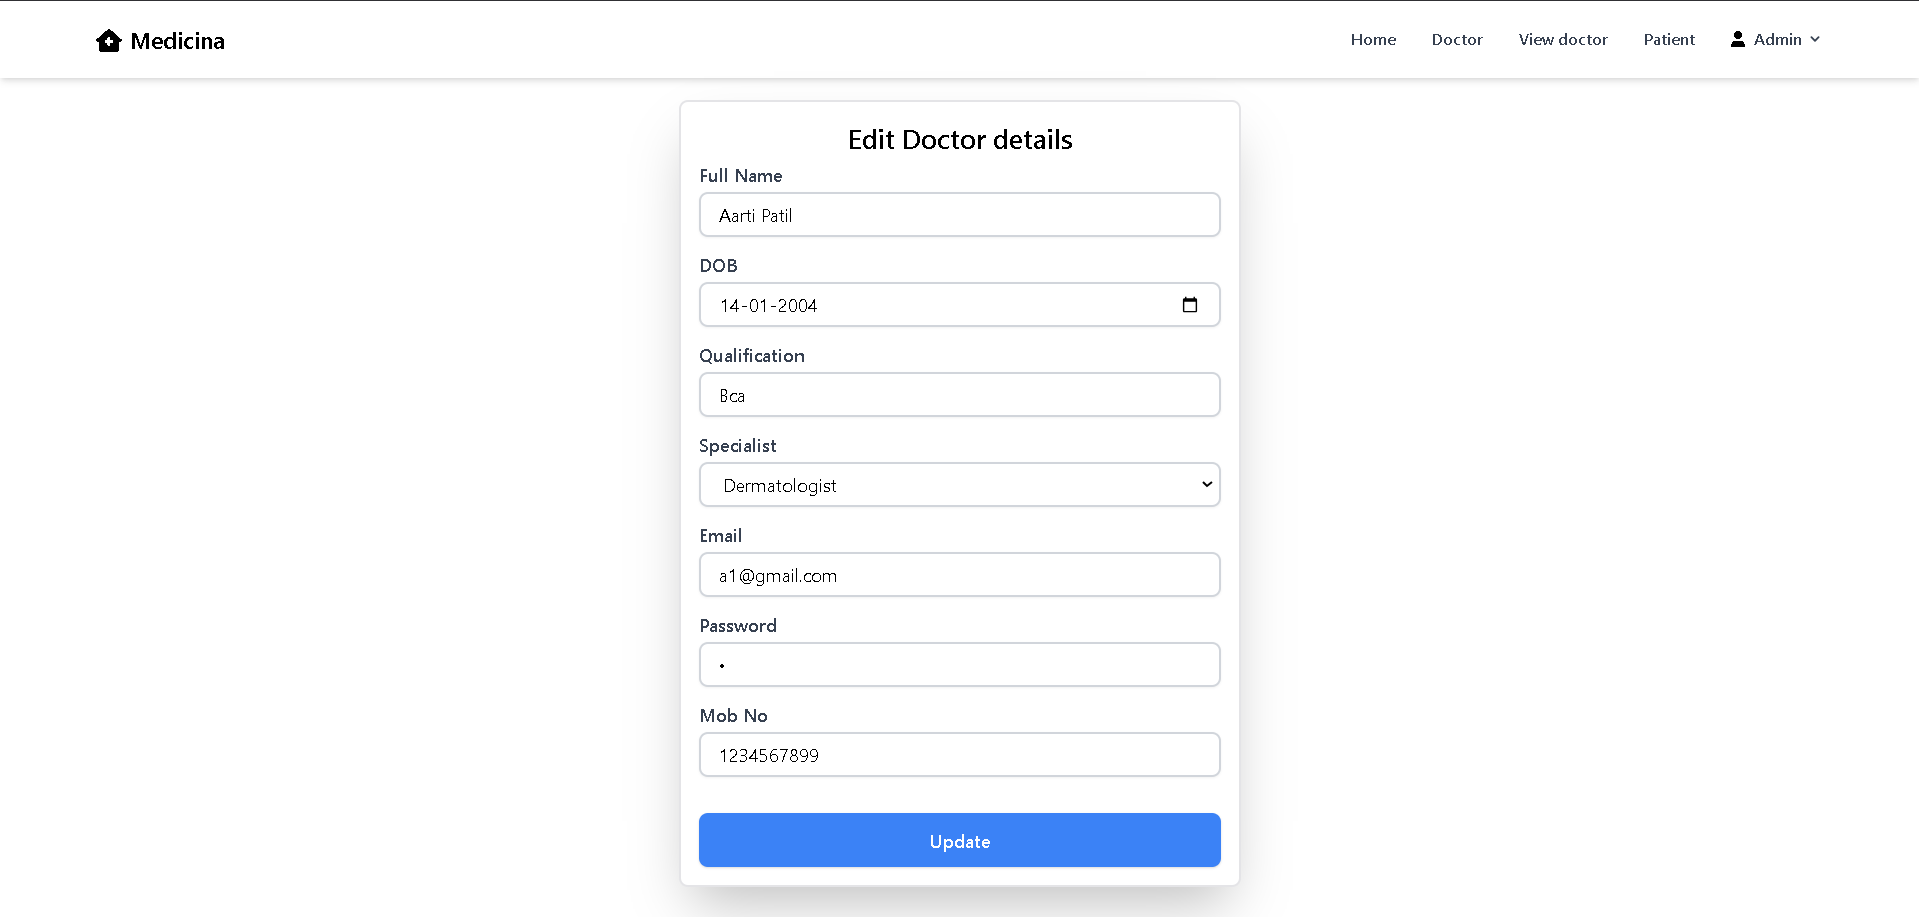 Medicina
Home Doctor View doctor Patient Admin
Edit Doctor details
Full Name
Aarti Patil
DOB
14-01-2004
Qualification
Bca
Specialist
Dermatologist
Email
a1@gmail.com
Password
•
Mob No
1234567899
Update